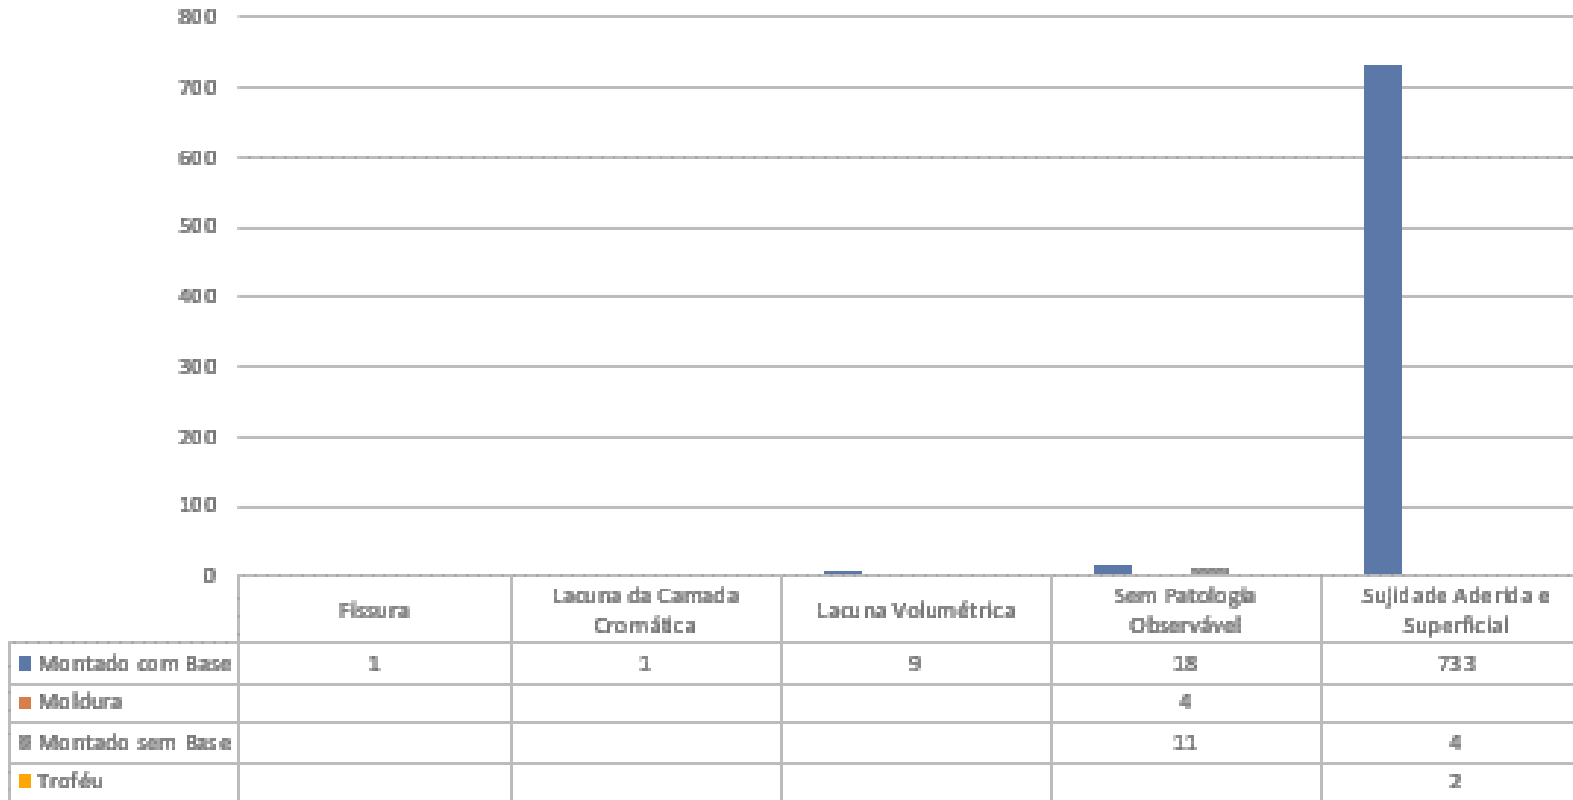 800
700
600
500
400
300
200
100
0
Fissura
Lacuna da Camada
Cromática
Lacuna Volumétrica
Sem Patologia
Observável
Sujidade Aderida e
Superficial
Montado com Base 1 1 9 18 733
Moldura 4
Montado sem Base 11 4
Troféu 2